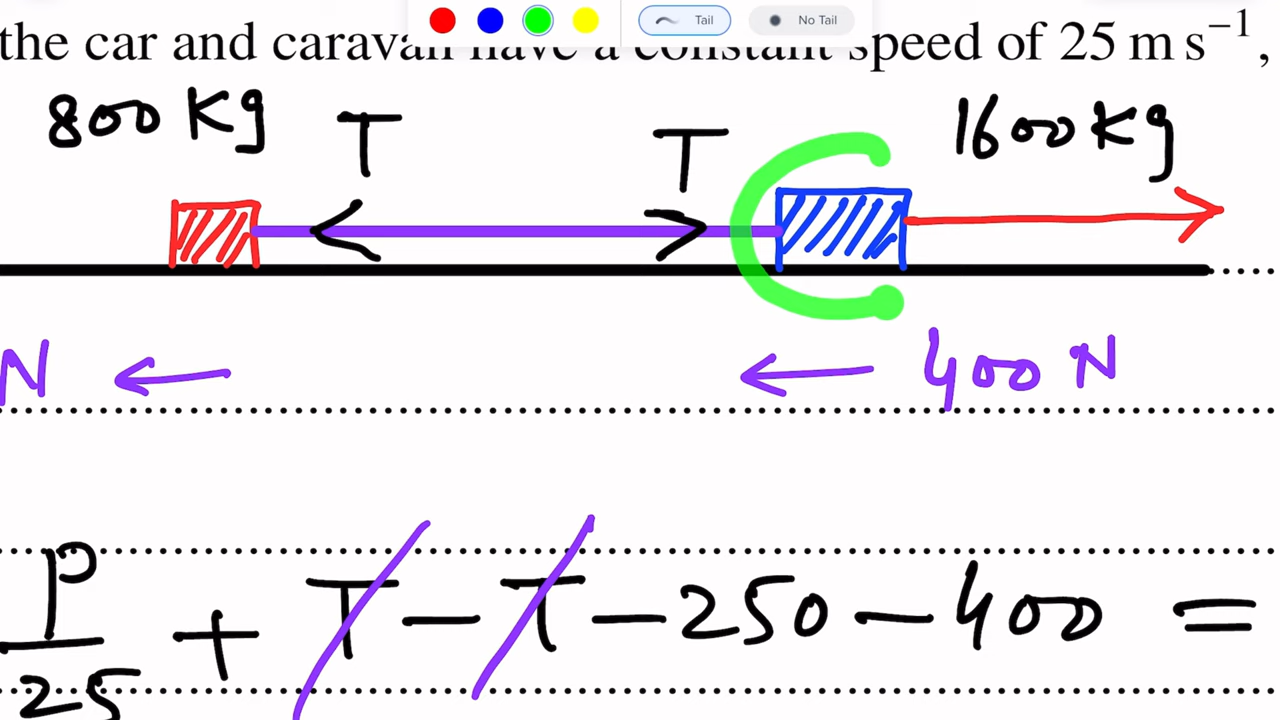 Tail No Tail
the car and caravan have a constant speed of 25 m s⁻¹,
800 Kg T T 1600 Kg
N 400 N
P/25 + T − T − 250 − 400 =